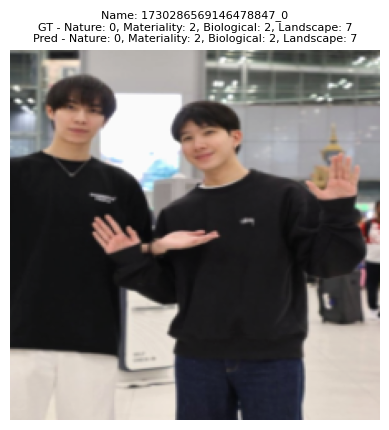 Name: 1730286569146478847_0
GT - Nature: 0, Materiality: 2, Biological: 2, Landscape: 7
Pred - Nature: 0, Materiality: 2, Biological: 2, Landscape: 7